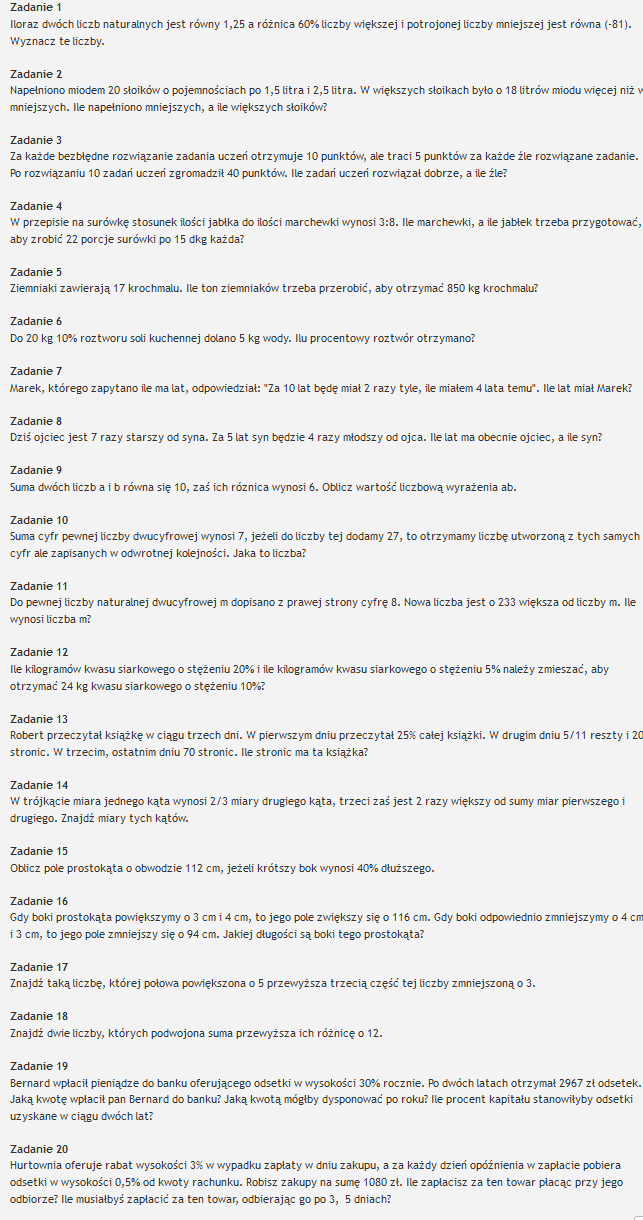 Zadanie 1
Iloraz dwóch liczb naturalnych jest równy 1,25 a różnica 60% liczby większej i potrojonej liczby mniejszej jest równa (-81).
Wyznacz te liczby.
Zadanie 2
Napełniono miodem 20 słoików o pojemnościach po 1,5 litra i 2,5 litra. W większych słoikach było o 18 litrów miodu więcej niż w
mniejszych. Ile napełniono mniejszych, a ile większych słoików?
Zadanie 3
Za każde bezbłędne rozwiązanie zadania uczeń otrzymuje 10 punktów, ale traci 5 punktów za każde źle rozwiązane zadanie.
Po rozwiązaniu 10 zadań uczeń zgromadził 40 punktów. Ile zadań uczeń rozwiązał dobrze, a ile źle?
Zadanie 4
W przepisie na surówkę stosunek ilości jabłka do ilości marchewki wynosi 3:8. Ile marchewki, a ile jabłek trzeba przygotować,
aby zrobić 22 porcje surówki po 15 dkg każda?
Zadanie 5
Ziemniaki zawierają 17 krochmalu. Ile ton ziemniaków trzeba przerobić, aby otrzymać 850 kg krochmalu?
Zadanie 6
Do 20 kg 10% roztworu soli kuchennej dolano 5 kg wody. Ilu procentowy roztwór otrzymano?
Zadanie 7
Marek, którego zapytano ile ma lat, odpowiedział: "Za 10 lat będę miał 2 razy tyle, ile miałem 4 lata temu". Ile lat miał Marek?
Zadanie 8
Dziś ojciec jest 7 razy starszy od syna. Za 5 lat syn będzie 4 razy młodszy od ojca. Ile lat ma obecnie ojciec, a ile syn?
Zadanie 9
Suma dwóch liczb a i b równa się 10, zaś ich róznica wynosi 6. Oblicz wartość liczbową wyrażenia ab.
Zadanie 10
Suma cyfr pewnej liczby dwucyfrowej wynosi 7, jeżeli do liczby tej dodamy 27, to otrzymamy liczbę utworzoną z tych samych
cyfr ale zapisanych w odwrotnej kolejności. Jaka to liczba?
Zadanie 11
Do pewnej liczby naturalnej dwucyfrowej m dopisano z prawej strony cyfrę 8. Nowa liczba jest o 233 większa od liczby m. Ile
wynosi liczba m?
Zadanie 12
Ile kilogramów kwasu siarkowego o stężeniu 20% i ile kilogramów kwasu siarkowego o stężeniu 5% należy zmieszać, aby
otrzymać 24 kg kwasu siarkowego o stężeniu 10%?
Zadanie 13
Robert przeczytał książkę w ciągu trzech dni. W pierwszym dniu przeczytał 25% całej książki. W drugim dniu 5/11 reszty i 20
stronic. W trzecim, ostatnim dniu 70 stronic. Ile stronic ma ta książka?
Zadanie 14
W trójkącie miara jednego kąta wynosi 2/3 miary drugiego kąta, trzeci zaś jest 2 razy większy od sumy miar pierwszego i
drugiego. Znajdź miary tych kątów.
Zadanie 15
Oblicz pole prostokąta o obwodzie 112 cm, jeżeli krótszy bok wynosi 40% dłuższego.
Zadanie 16
Gdy boki prostokąta powiększymy o 3 cm i 4 cm, to jego pole zwiększy się o 116 cm. Gdy boki odpowiednio zmniejszymy o 4 cm
i 3 cm, to jego pole zmniejszy się o 94 cm. Jakiej długości są boki tego prostokąta?
Zadanie 17
Znajdź taką liczbę, której połowa powiększona o 5 przewyższa trzecią część tej liczby zmniejszoną o 3.
Zadanie 18
Znajdź dwie liczby, których podwojona suma przewyższa ich różnicę o 12.
Zadanie 19
Bernard wpłacił pieniądze do banku oferującego odsetki w wysokości 30% rocznie. Po dwóch latach otrzymał 2967 zł odsetek.
Jaką kwotę wpłacił pan Bernard do banku? Jaką kwotą mógłby dysponować po roku? Ile procent kapitału stanowiłyby odsetki
uzyskane w ciągu dwóch lat?
Zadanie 20
Hurtownia oferuje rabat wysokości 3% w wypadku zapłaty w dniu zakupu, a za każdy dzień opóźnienia w zapłacie pobiera
odsetki w wysokości 0,5% od kwoty rachunku. Robisz zakupy na sumę 1080 zł. Ile zapłacisz za ten towar płacąc przy jego
odbiorze? Ile musiałbyś zapłacić za ten towar, odbierając go po 3, 5 dniach?